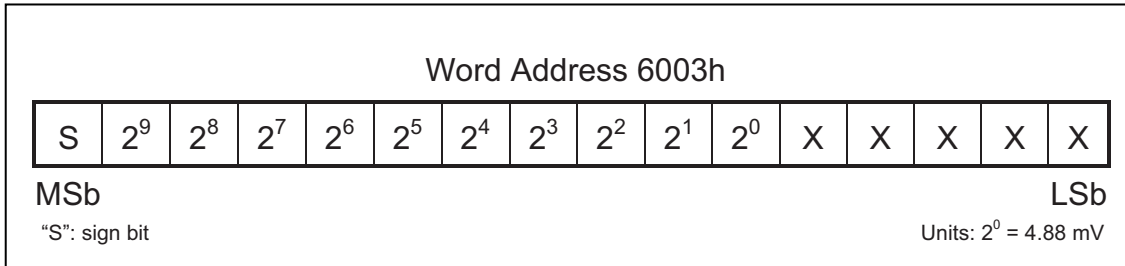 Word Address 6003h
S 2⁹ 2⁸ 2⁷ 2⁶ 2⁵ 2⁴ 2³ 2² 2¹ 2⁰ X X X X X
MSb LSb
“S”: sign bit Units: 2⁰ = 4.88 mV